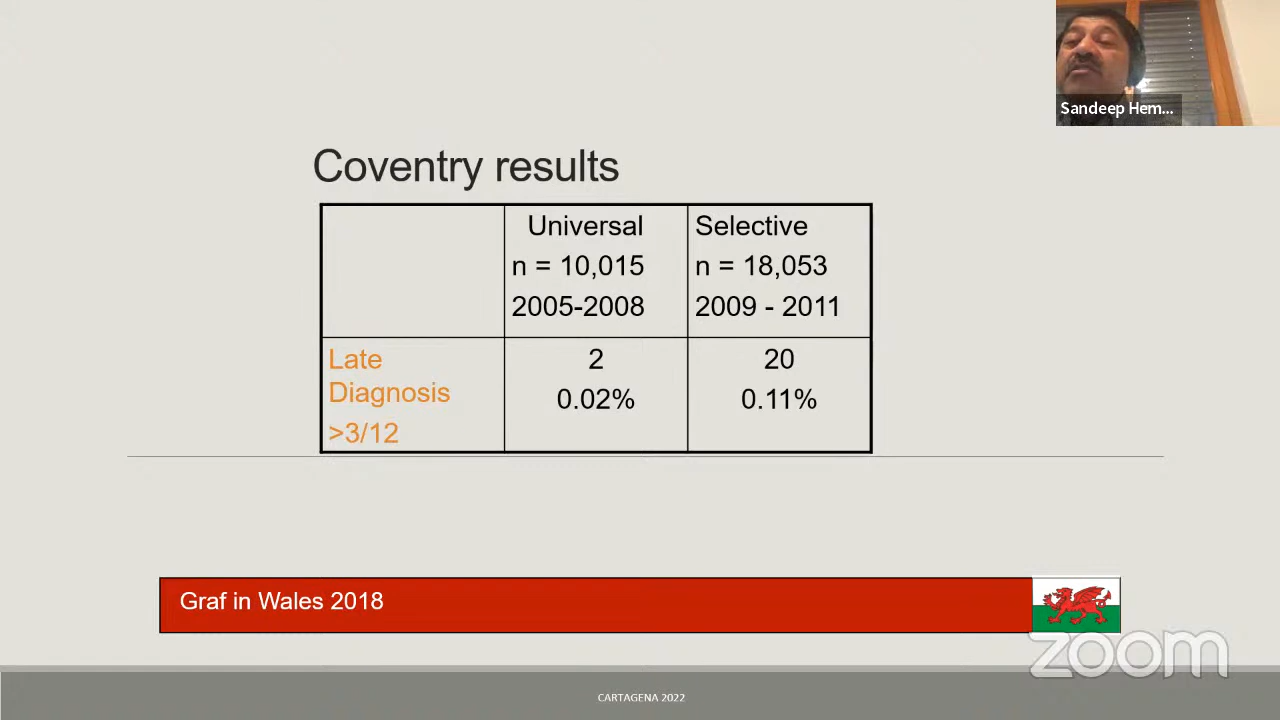 Sandeep Hem...
Coventry results
Universal
n = 10,015
2005-2008
Selective
n = 18,053
2009 - 2011
Late
Diagnosis
>3/12
2
0.02%
20
0.11%
Graf in Wales 2018
zoom
CARTAGENA 2022